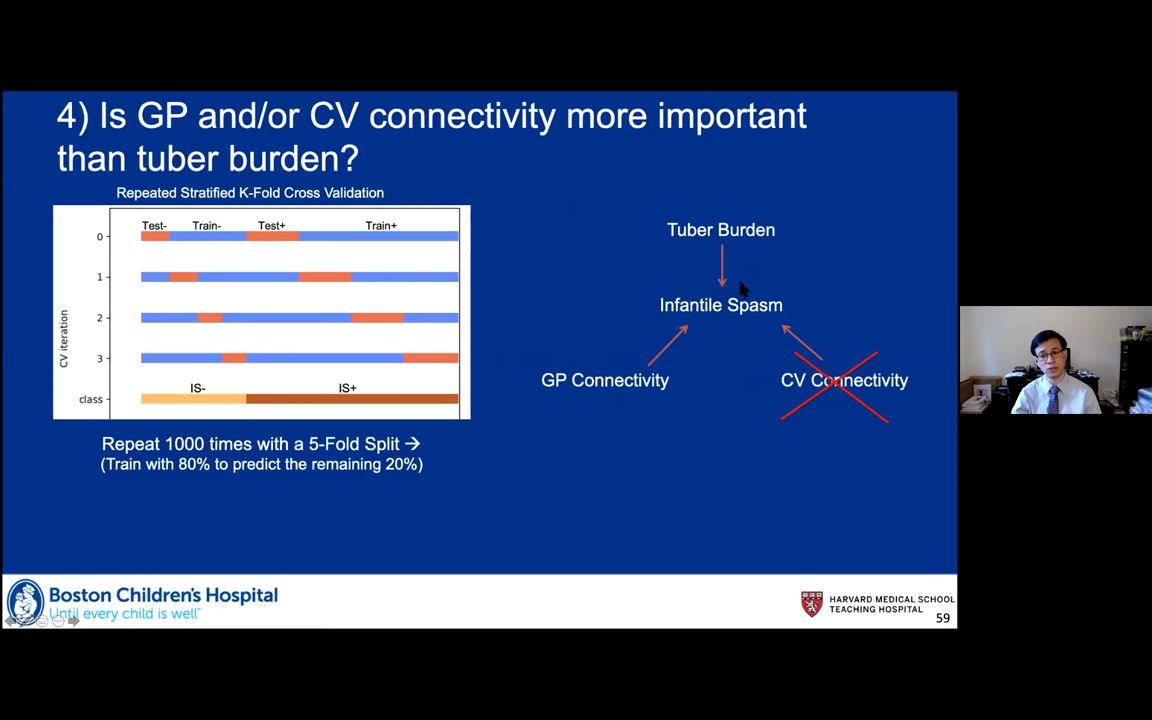 4) Is GP and/or CV connectivity more important
than tuber burden?
Repeated Stratified K-Fold Cross Validation
Test- Train- Test+ Train+
0
1
2
3
CV iteration
IS- IS+
class
Repeat 1000 times with a 5-Fold Split →
(Train with 80% to predict the remaining 20%)
Tuber Burden
Infantile Spasm
GP Connectivity
CV Connectivity
Boston Children's Hospital
Until every child is well™
HARVARD MEDICAL SCHOOL
TEACHING HOSPITAL
59